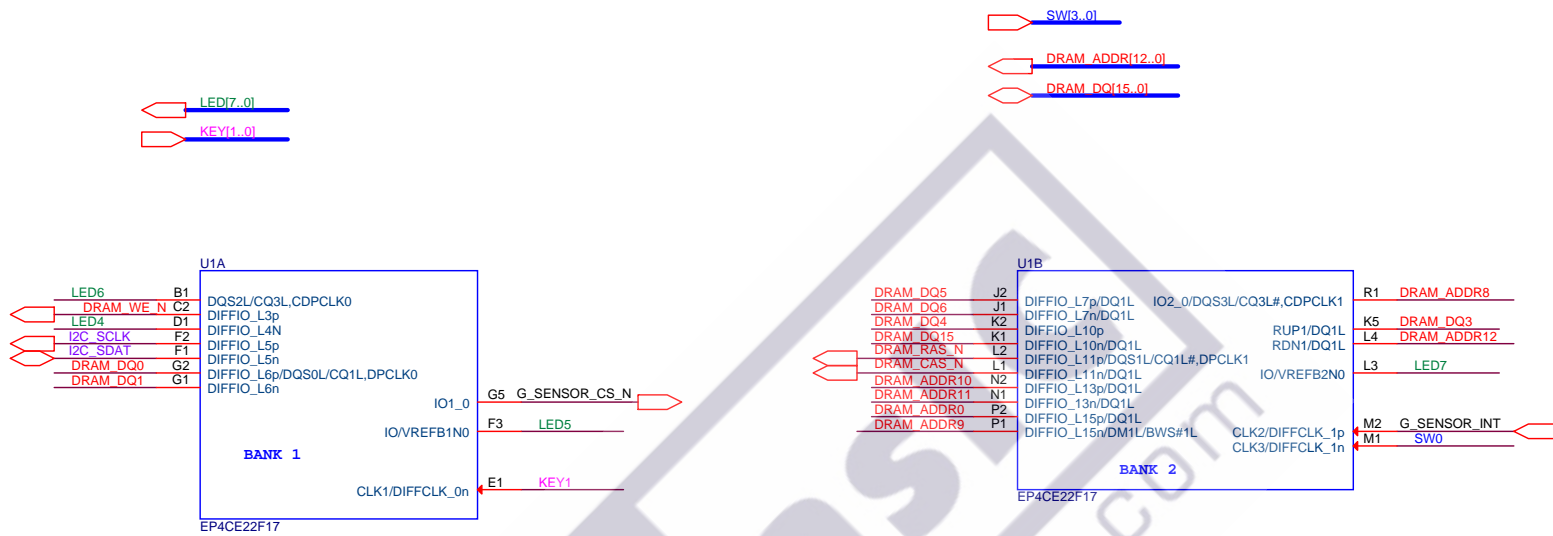 SW[3..0]
DRAM_ADDR[12..0]
DRAM_DQ[15..0]
LED[7..0]
KEY[1..0]
U1A
LED6 B1 DQS2L/CQ3L,CDPCLK0
DRAM_WE_N C2 DIFFIO_L3p
LED4 D1 DIFFIO_L4N
I2C_SCLK F2 DIFFIO_L5p
I2C_SDAT F1 DIFFIO_L5n
DRAM_DQ0 G2 DIFFIO_L6p/DQS0L/CQ1L,DPCLK0
DRAM_DQ1 G1 DIFFIO_L6n
IO1_0 G5 G_SENSOR_CS_N
IO/VREFB1N0 F3 LED5
BANK 1
CLK1/DIFFCLK_0n E1 KEY1
EP4CE22F17
U1B
DRAM_DQ5 J2 DIFFIO_L7p/DQ1L IO2_0/DQS3L/CQ3L#,CDPCLK1 R1 DRAM_ADDR8
DRAM_DQ6 J1 DIFFIO_L7n/DQ1L
DRAM_DQ4 K2 DIFFIO_L10p RUP1/DQ1L K5 DRAM_DQ3
DRAM_DQ15 K1 DIFFIO_L10n/DQ1L RDN1/DQ1L L4 DRAM_ADDR12
DRAM_RAS_N L2 DIFFIO_L11p/DQS1L/CQ1L#,DPCLK1
DRAM_CAS_N L1 DIFFIO_L11n/DQ1L IO/VREFB2N0 L3 LED7
DRAM_ADDR10 N2 DIFFIO_L13p/DQ1L
DRAM_ADDR11 N1 DIFFIO_13n/DQ1L
DRAM_ADDR0 P2 DIFFIO_L15p/DQ1L
DRAM_ADDR9 P1 DIFFIO_L15n/DM1L/BWS#1L CLK2/DIFFCLK_1p M2 G_SENSOR_INT
CLK3/DIFFCLK_1n M1 SW0
BANK 2
EP4CE22F17
com